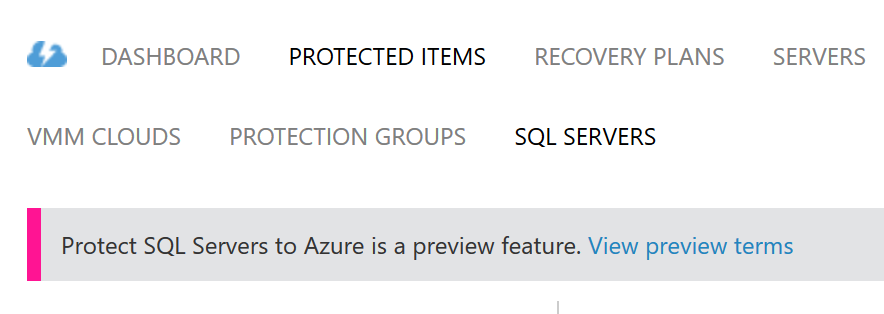 DASHBOARD PROTECTED ITEMS RECOVERY PLANS SERVERS
VMM CLOUDS PROTECTION GROUPS SQL SERVERS
Protect SQL Servers to Azure is a preview feature. View preview terms